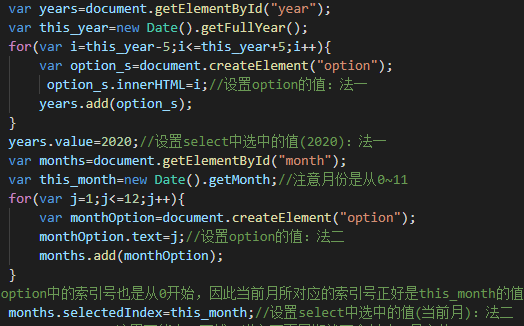 var years=document.getElementById("year");
var this_year=new Date().getFullYear();
for(var i=this_year-5;i<=this_year+5;i++){
var option_s=document.createElement("option");
option_s.innerHTML=i;//设置option的值：法一
years.add(option_s);
}
years.value=2020;//设置select中选中的值(2020)：法一
var months=document.getElementById("month");
var this_month=new Date().getMonth;//注意月份是从0~11
for(var j=1;j<=12;j++){
var monthOption=document.createElement("option");
monthOption.text=j;//设置option的值：法二
months.add(monthOption);
}
option中的索引号也是从0开始，因此当前月所对应的索引号正好是this_month的值
months.selectedIndex=this_month;//设置select中选中的值(当前月)：法二